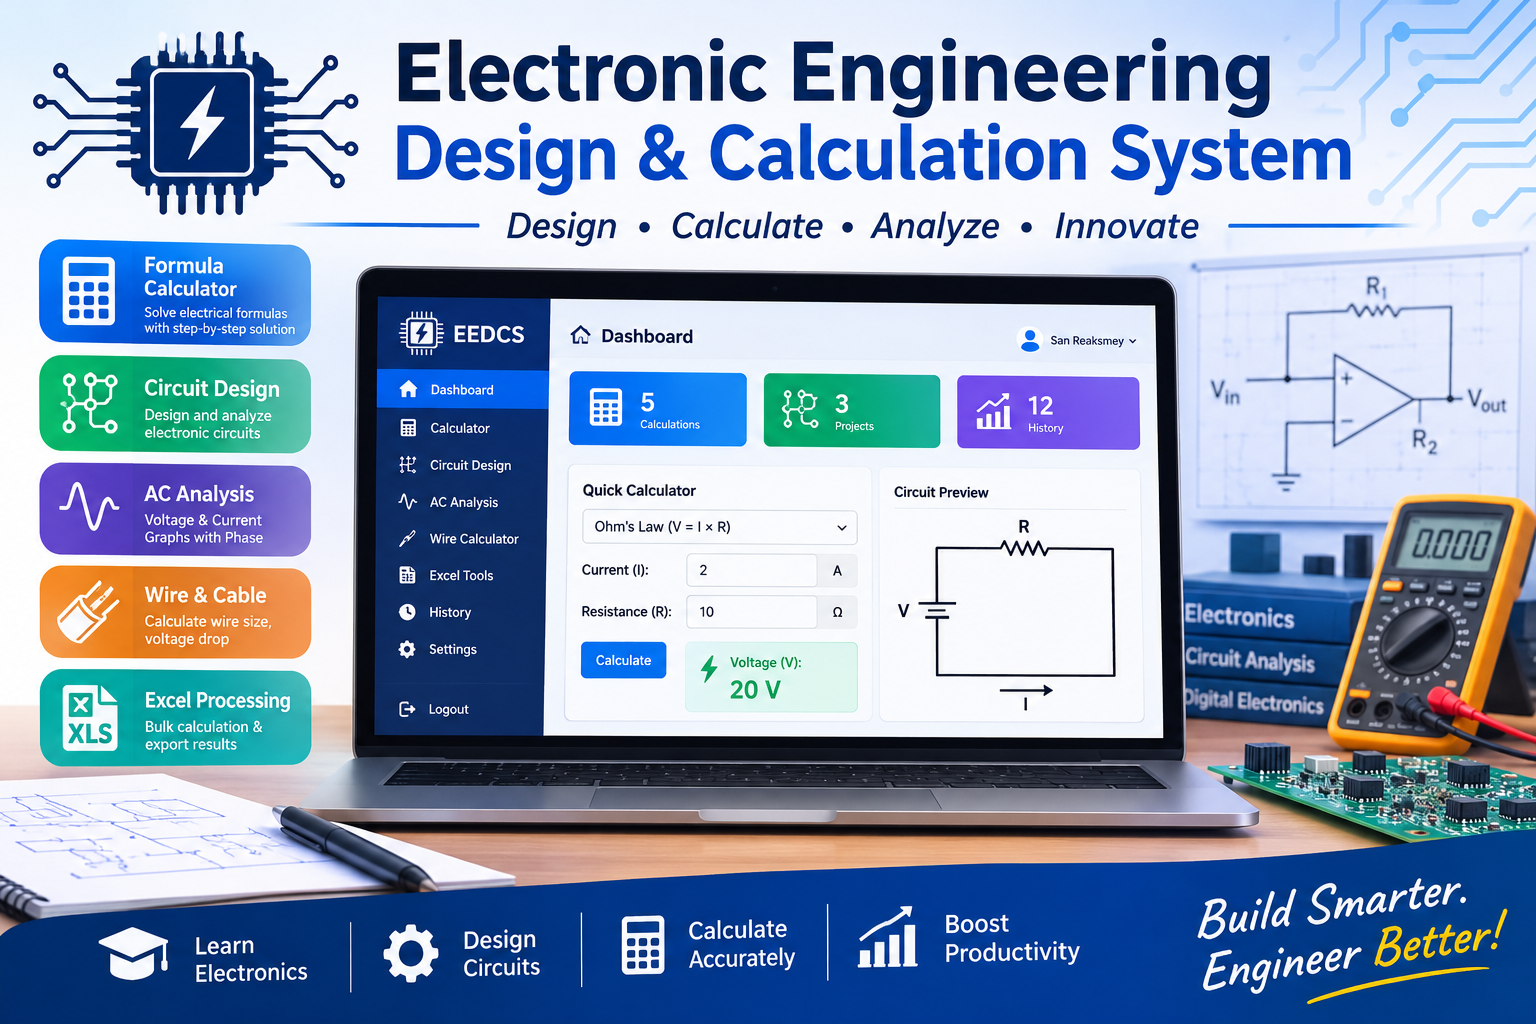 Electronic Engineering
Design & Calculation System
Design • Calculate • Analyze • Innovate
Formula
Calculator
Solve electrical formulas
with step-by-step solution
Circuit Design
Design and analyze
electronic circuits
AC Analysis
Voltage & Current
Graphs with Phase
Wire & Cable
Calculate wire size,
voltage drop
Excel Processing
Bulk calculation &
export results
XLS
EEDCS
Dashboard
Calculator
Circuit Design
AC Analysis
Wire Calculator
Excel Tools
History
Settings
Logout
Dashboard
San Reaksmey
5
Calculations
3
Projects
12
History
Quick Calculator
Ohm's Law (V = I × R)
Current (I): 2 A
Resistance (R): 10 Ω
Calculate
Voltage (V):
20 V
Circuit Preview
R
V
I
R1
Vin
Vout
R2
+
−
0.000
Electronics
Circuit Analysis
Digital Electronics
Learn
Electronics
Design
Circuits
Calculate
Accurately
Boost
Productivity
Build Smarter.
Engineer Better!